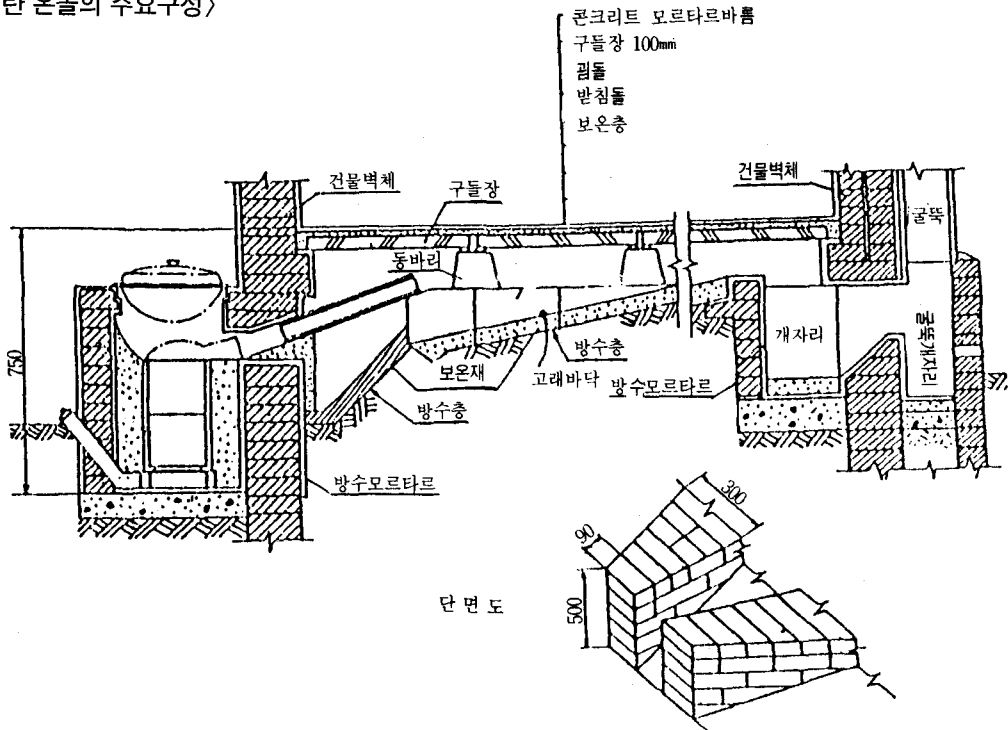 탄 온돌의 주요구성〉
콘크리트 모르타르바름
구들장 100㎜
굄돌
받침돌
보온층
건물벽체
구들장
건물벽체
굴뚝
동바리
750
개자리
굴뚝개자리
방수층
보온재
고래바닥
방수모르타르
방수층
방수모르타르
300
90
500
단면도